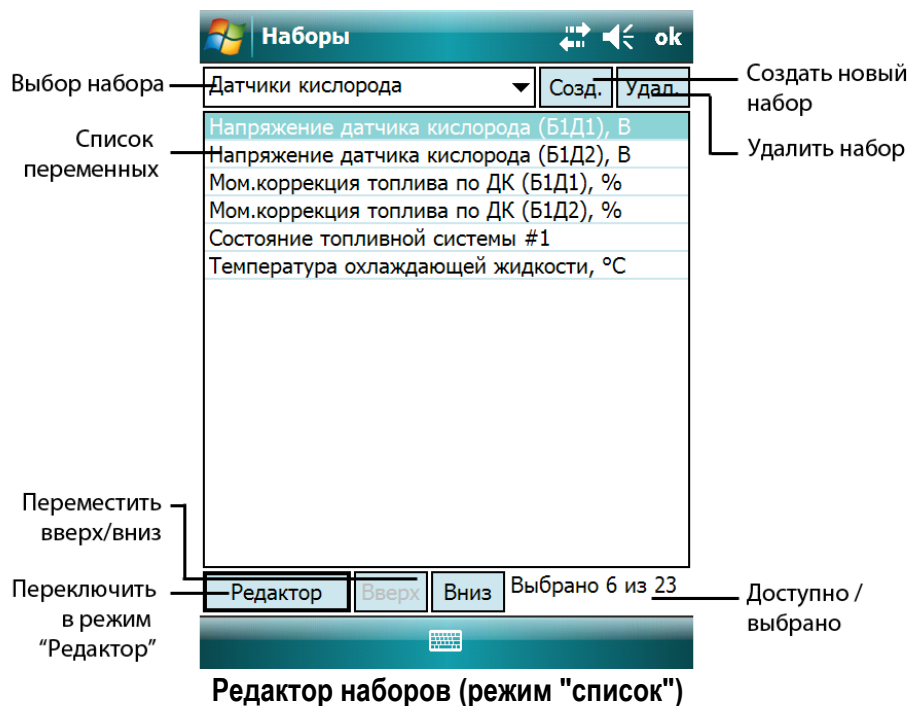 Наборы
ok
Выбор набора
Датчики кислорода
Созд.
Удал.
Создать новый
набор
Удалить набор
Список
переменных
Напряжение датчика кислорода (Б1Д1), В
Напряжение датчика кислорода (Б1Д2), В
Мом.коррекция топлива по ДК (Б1Д1), %
Мом.коррекция топлива по ДК (Б1Д2), %
Состояние топливной системы #1
Температура охлаждающей жидкости, °C
Переместить
вверх/вниз
Переключить
в режим
“Редактор”
Редактор
Вверх
Вниз
Выбрано 6 из 23
Доступно /
выбрано
Редактор наборов (режим "список")